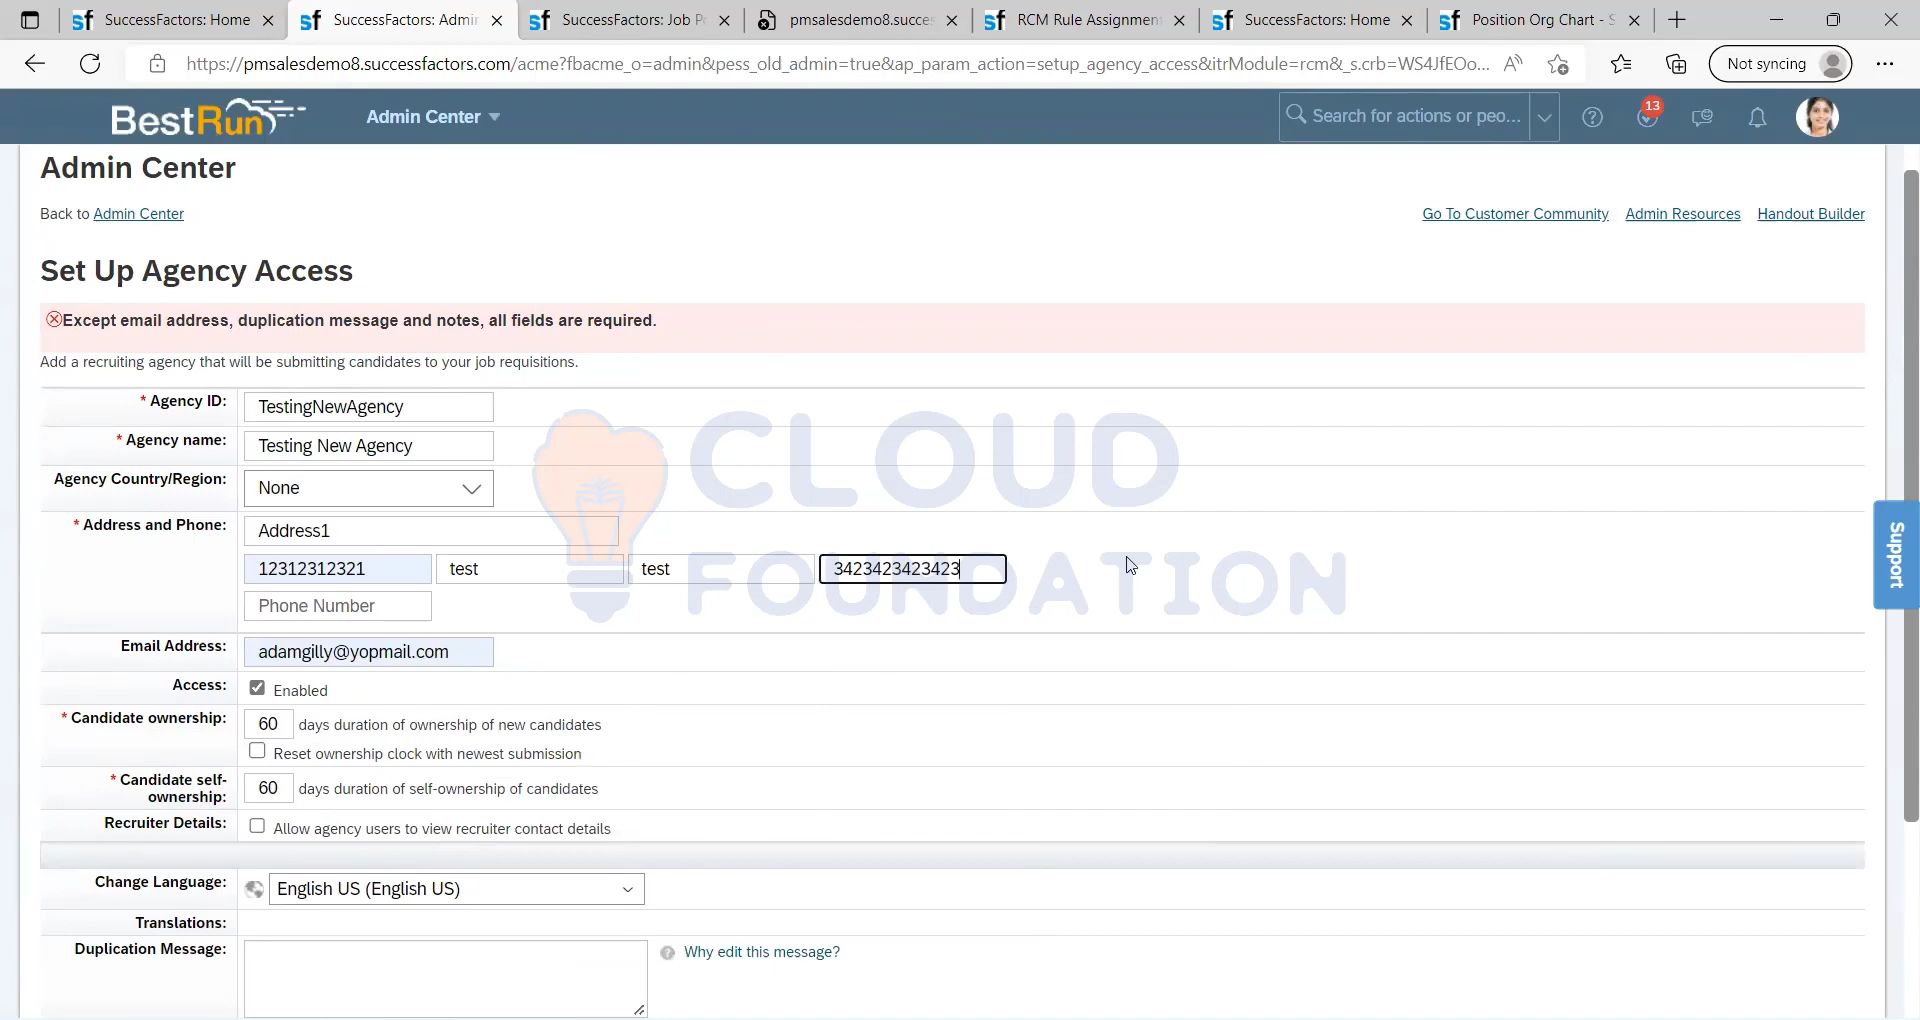 SuccessFactors: Home
SuccessFactors: Admir
SuccessFactors: Job P
pmsalesdemo8.succes
RCM Rule Assignmen
SuccessFactors: Home
Position Org Chart - S
https://pmsalesdemo8.successfactors.com/acme?fbacme_o=admin&pess_old_admin=true&ap_param_action=setup_agency_access&itrModule=rcm&_s.crb=WS4JfEOo...
Not syncing
BestRun
Admin Center
Search for actions or peo...
13
Admin Center
Back to Admin Center
Go To Customer Community
Admin Resources
Handout Builder
Set Up Agency Access
Except email address, duplication message and notes, all fields are required.
Add a recruiting agency that will be submitting candidates to your job requisitions.
* Agency ID: TestingNewAgency
* Agency name: Testing New Agency
Agency Country/Region: None
* Address and Phone: Address1
12312312321 test test 3423423423423
Phone Number
Email Address: adamgilly@yopmail.com
Access: Enabled
* Candidate ownership: 60 days duration of ownership of new candidates
Reset ownership clock with newest submission
* Candidate self-
ownership: 60 days duration of self-ownership of candidates
Recruiter Details: Allow agency users to view recruiter contact details
Change Language: English US (English US)
Translations:
Duplication Message: Why edit this message?
Support
CLOUD
FOUNDATION